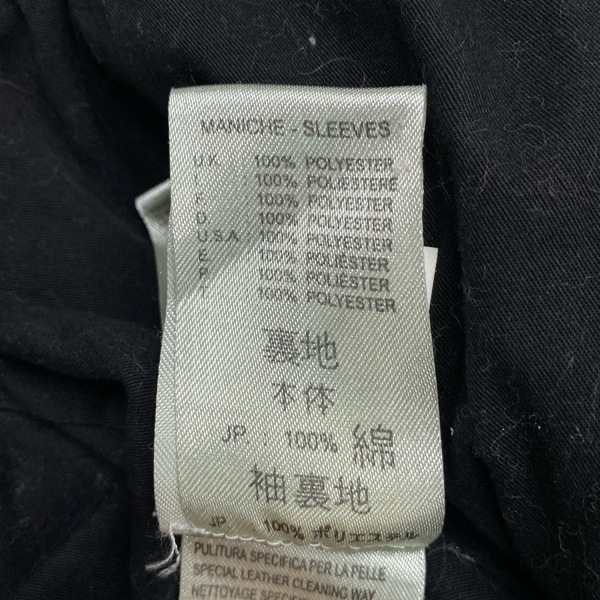 MANICHE - SLEEVES
U.K. : 100% POLYESTER
: 100% POLIESTERE
F. : 100% POLYESTER
D. : 100% POLYESTER
U.S.A.: 100% POLYESTER
E. : 100% POLIÉSTER
P. : 100% POLIÉSTER
T : 100% POLYESTER
裏地
本体
JP. : 100% 綿
袖裏地
JP 100% ポリエステル
PULITURA SPECIFICA PER LA PELLE
SPECIAL LEATHER CLEANING WAY
NETTOYAGE SPECIFIQUE